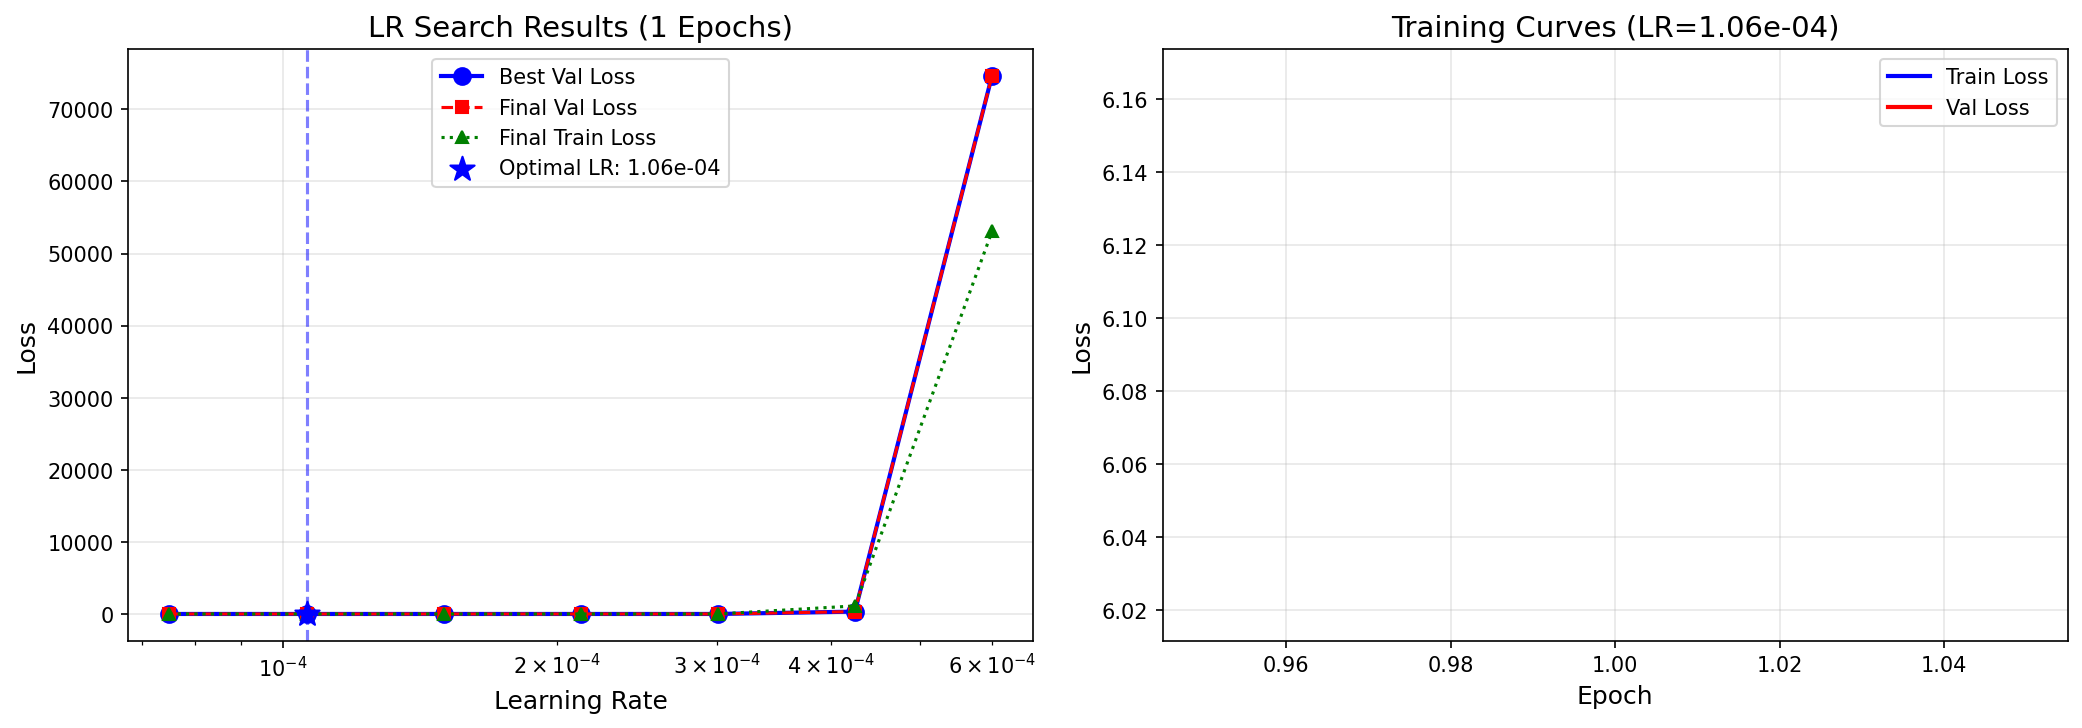 LR Search Results (1 Epochs)
Best Val Loss
Final Val Loss
Final Train Loss
Optimal LR: 1.06e-04
70000
60000
50000
40000
30000
20000
10000
0
Loss
10⁻⁴
2 × 10⁻⁴
3 × 10⁻⁴
4 × 10⁻⁴
6 × 10⁻⁴
Learning Rate
Training Curves (LR=1.06e-04)
Train Loss
Val Loss
6.16
6.14
6.12
6.10
6.08
6.06
6.04
6.02
Loss
0.96
0.98
1.00
1.02
1.04
Epoch